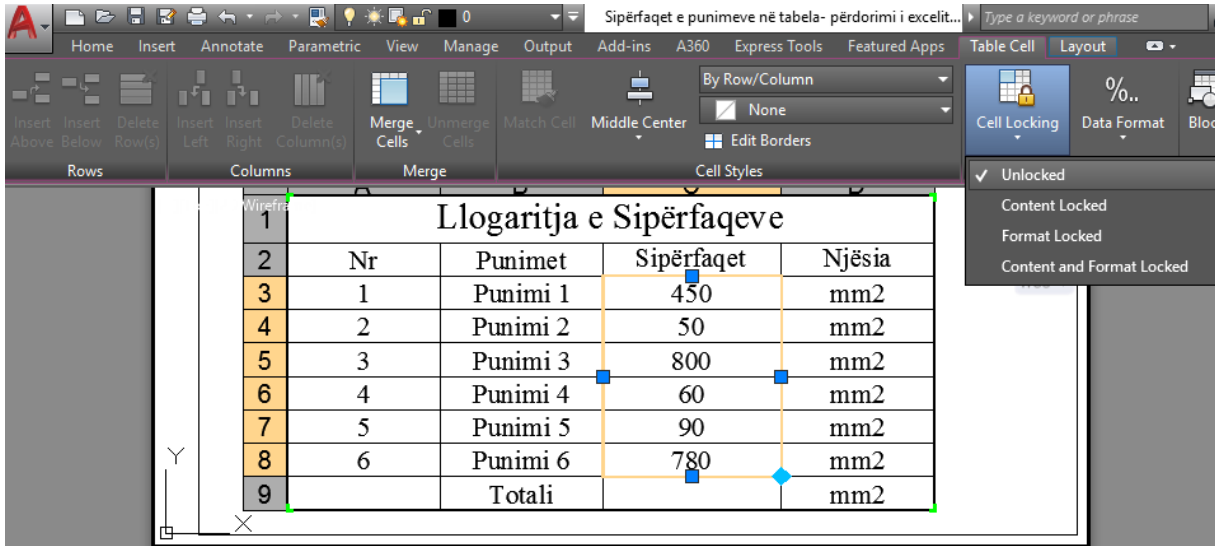 0 Sipërfaqet e punimeve në tabela- përdorimi i excelit... Type a keyword or phrase
Home Insert Annotate Parametric View Manage Output Add-ins A360 Express Tools Featured Apps Table Cell Layout
Insert Above Insert Below Delete Row(s) Insert Left Insert Right Delete Column(s) Merge Cells Unmerge Cells Match Cell Middle Center By Row/Column None Edit Borders Cell Locking %.. Data Format
Rows Columns Merge Cell Styles
Unlocked
Content Locked
Format Locked
Content and Format Locked
A
1 Llogaritja e Sipërfaqeve
2 Nr Punimet Sipërfaqet Njësia
3 1 Punimi 1 450 mm2
4 2 Punimi 2 50 mm2
5 3 Punimi 3 800 mm2
6 4 Punimi 4 60 mm2
7 5 Punimi 5 90 mm2
8 6 Punimi 6 780 mm2
9 Totali mm2
Y
X